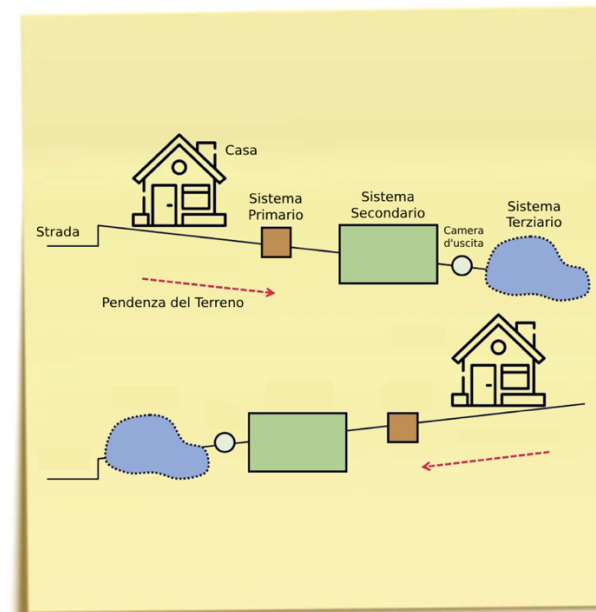 Casa
Sistema
Primario
Sistema
Secondario
Sistema
Terziario
Camera
d'uscita
Strada
Pendenza del Terreno